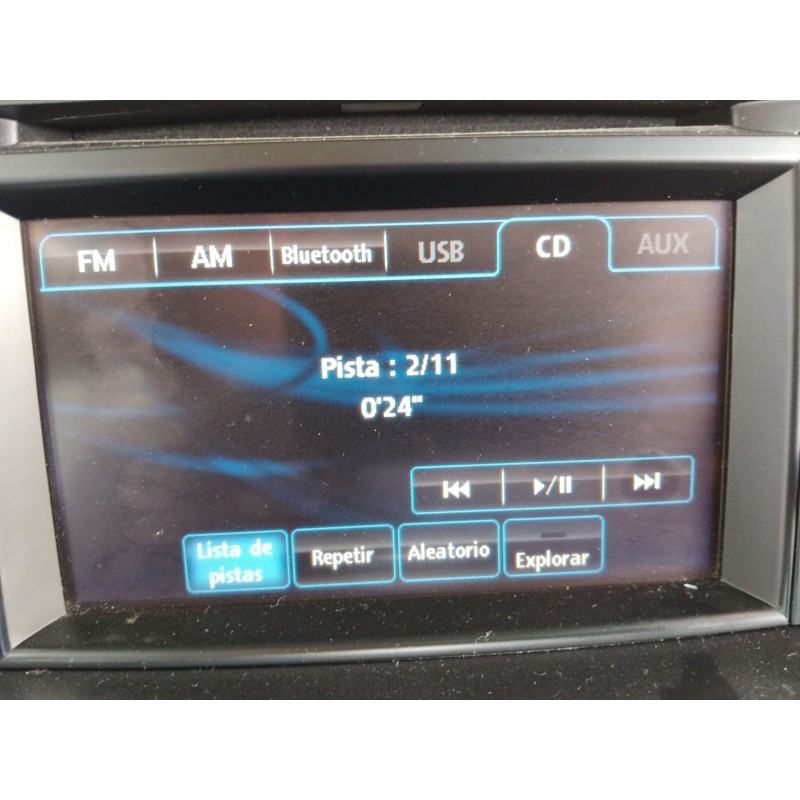 FM AM Bluetooth USB CD AUX
Pista : 2/11
0'24"
Lista de pistas
Repetir
Aleatorio
Explorar